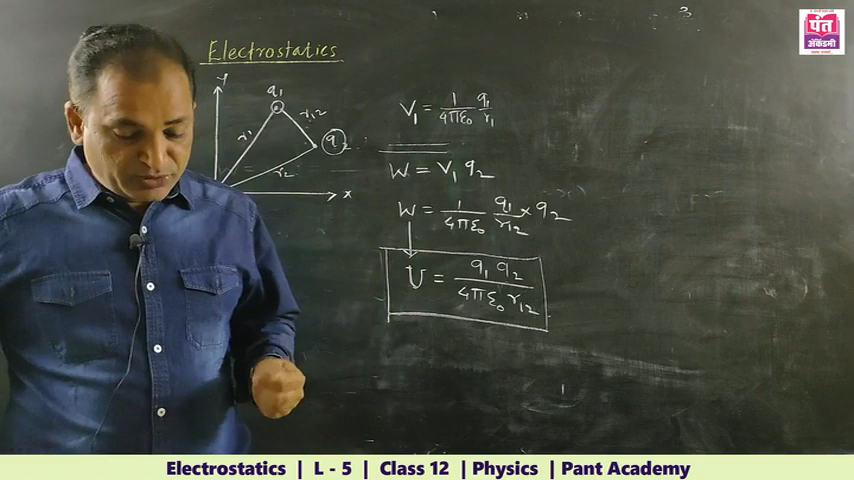 3
पंत
अ‍ॅकॅडमी
Electrostatics
y
q₁
r₁₂
r₁
q₂
r₂
x
V₁ = 1/4πε₀ q₁/r₁
W = V₁ q₂
W = 1/4πε₀ q₁/r₁₂ × q₂
U = q₁ q₂/4πε₀ r₁₂
Electrostatics | L - 5 | Class 12 | Physics | Pant Academy